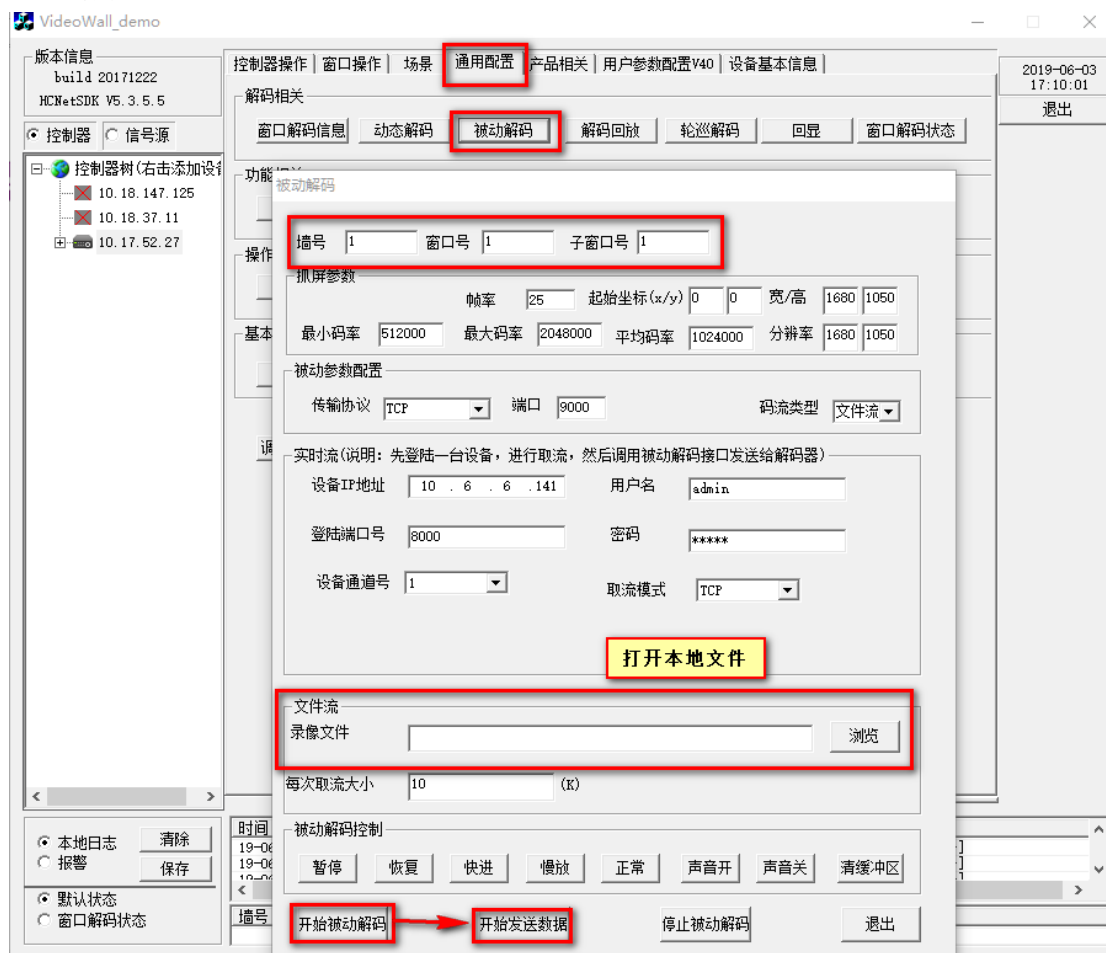 VideoWall_demo
版本信息
build 20171222
HCNetSDK V5.3.5.5
控制器 信号源
控制器树(右击添加设备
10.18.147.125
10.18.37.11
10.17.52.27
控制器操作 窗口操作 场景 通用配置 产品相关 用户参数配置V40 设备基本信息
2019-06-03
17:10:01
退出
解码相关
窗口解码信息 动态解码 被动解码 解码回放 轮巡解码 回显 窗口解码状态
功能
操作
基本
调
被动解码
墙号 1 窗口号 1 子窗口号 1
抓屏参数
帧率 25 起始坐标(x/y) 0 0 宽/高 1680 1050
最小码率 512000 最大码率 2048000 平均码率 1024000 分辨率 1680 1050
被动参数配置
传输协议 TCP 端口 9000 码流类型 文件流
实时流(说明: 先登陆一台设备, 进行取流, 然后调用被动解码接口发送给解码器)
设备IP地址 10 . 6 . 6 .141 用户名 admin
登陆端口号 8000 密码 *****
设备通道号 1 取流模式 TCP
打开本地文件
文件流
录像文件 浏览
每次取流大小 10 (K)
被动解码控制
暂停 恢复 快进 慢放 正常 声音开 声音关 清缓冲区
开始被动解码 开始发送数据 停止被动解码 退出
本地日志 清除
报警 保存
默认状态
窗口解码状态
时间
19-06
19-06
墙号